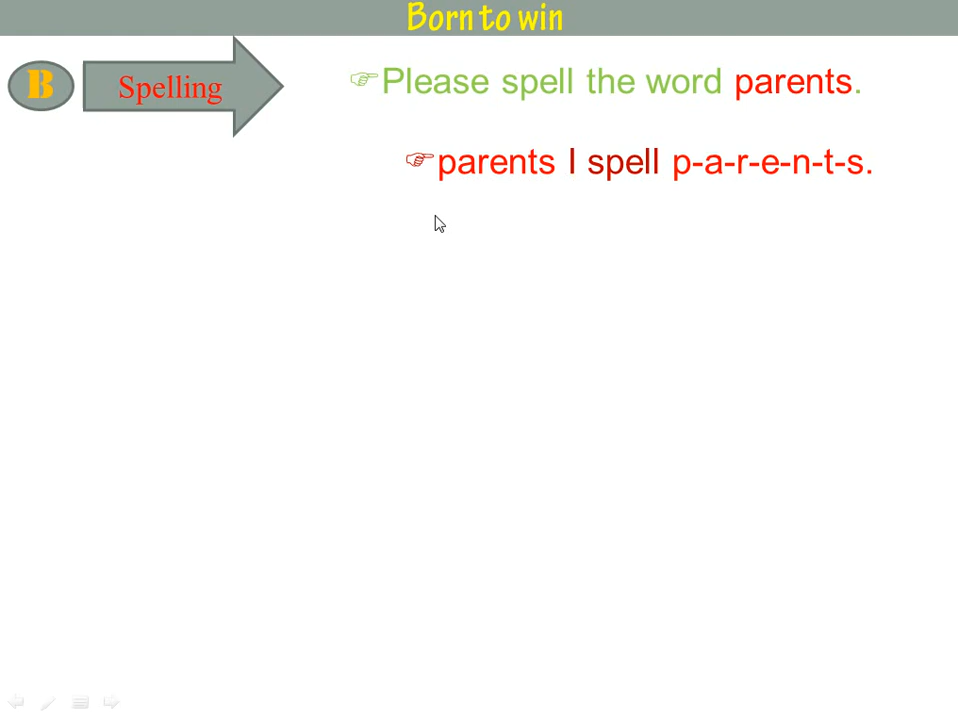 Born to win
B
Spelling
☞Please spell the word parents.
☞parents I spell p-a-r-e-n-t-s.